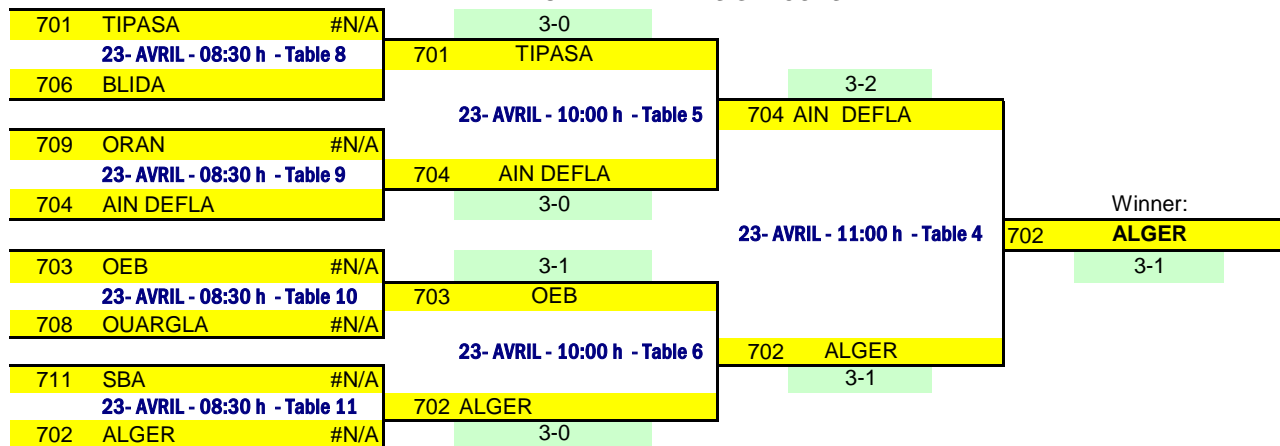 701 TIPASA #N/A
23- AVRIL - 08:30 h - Table 8
706 BLIDA
709 ORAN #N/A
23- AVRIL - 08:30 h - Table 9
704 AIN DEFLA
703 OEB #N/A
23- AVRIL - 08:30 h - Table 10
708 OUARGLA #N/A
711 SBA #N/A
23- AVRIL - 08:30 h - Table 11
702 ALGER #N/A
3-0
701 TIPASA
23- AVRIL - 10:00 h - Table 5
704 AIN DEFLA
3-0
3-1
703 OEB
23- AVRIL - 10:00 h - Table 6
702 ALGER
3-0
3-2
704 AIN DEFLA
23- AVRIL - 11:00 h - Table 4
702 ALGER
3-1
Winner:
702 ALGER
3-1